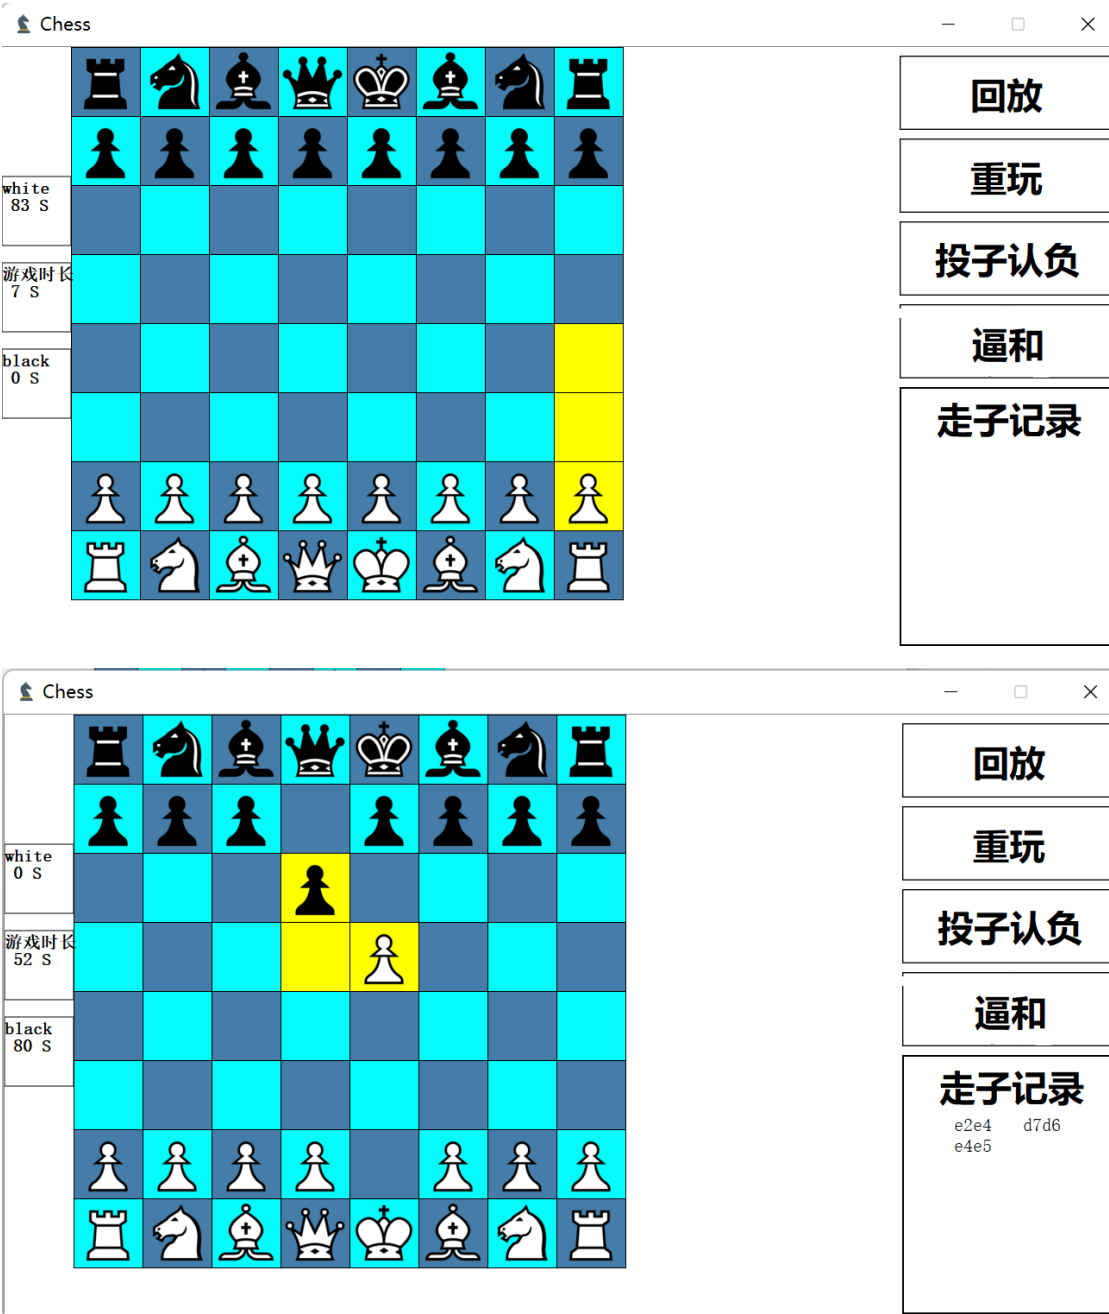 Chess
white
83 S
游戏时长
7 S
black
0 S
回放
重玩
投子认负
逼和
走子记录
Chess
white
0 S
游戏时长
52 S
black
80 S
回放
重玩
投子认负
逼和
走子记录
e2e4 d7d6
e4e5